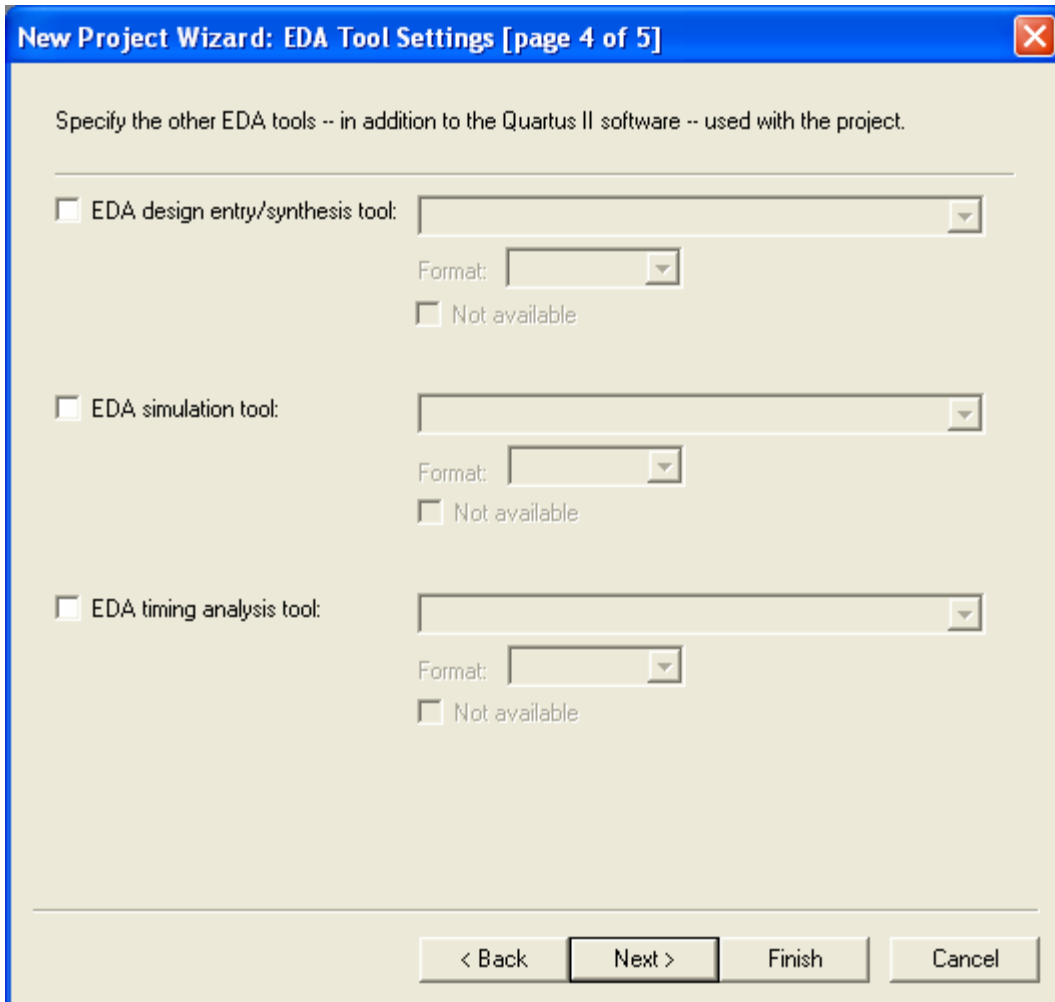 New Project Wizard: EDA Tool Settings [page 4 of 5]
Specify the other EDA tools -- in addition to the Quartus II software -- used with the project.
EDA design entry/synthesis tool:
Format:
Not available
EDA simulation tool:
Format:
Not available
EDA timing analysis tool:
Format:
Not available
< Back Next > Finish Cancel